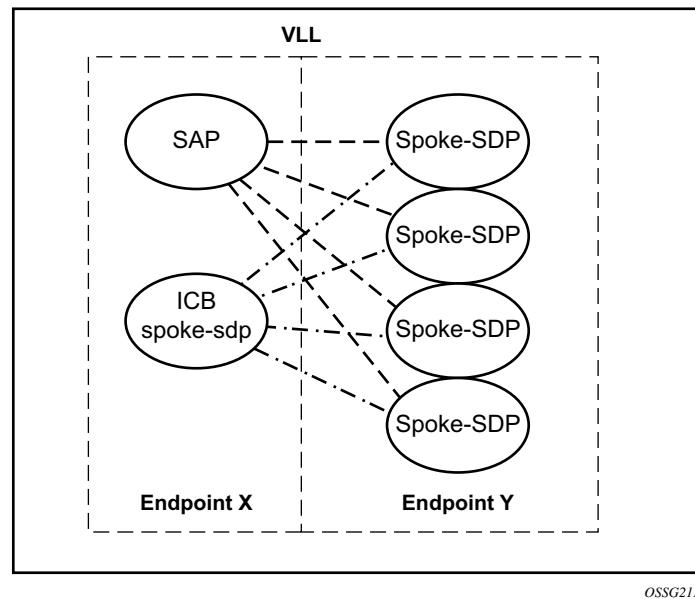 VLL
SAP
Spoke-SDP
Spoke-SDP
ICB
spoke-sdp
Spoke-SDP
Spoke-SDP
Endpoint X
Endpoint Y